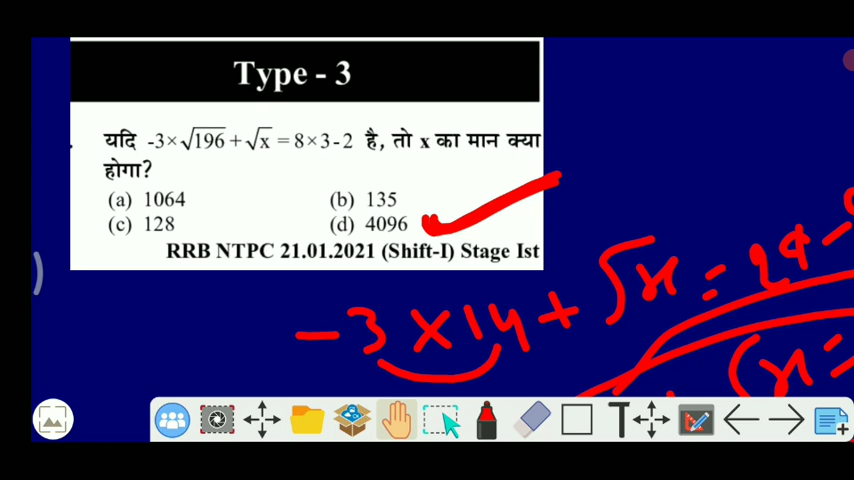 Type - 3
यदि -3×√196 + √x = 8×3-2 है, तो x का मान क्या
होगा?
(a) 1064 (b) 135
(c) 128 (d) 4096
RRB NTPC 21.01.2021 (Shift-I) Stage Ist
-3 × 14 + √x = 24 -
(x =
T